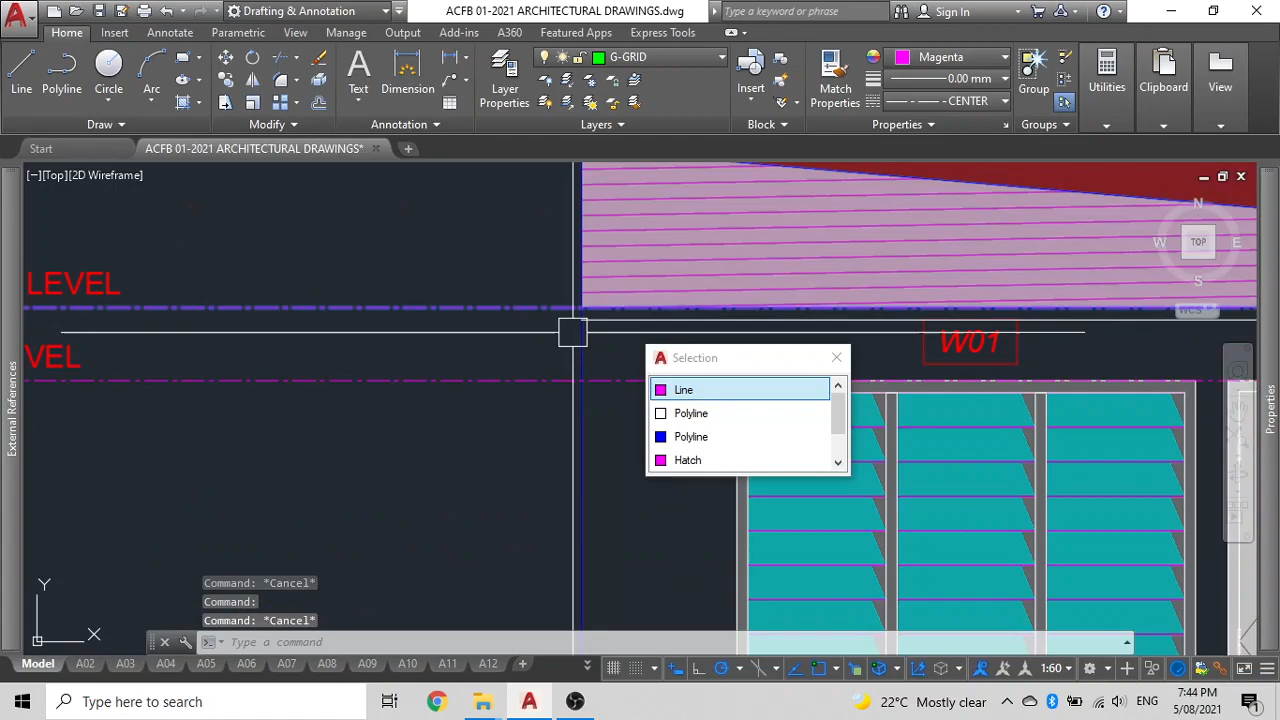 Drawing & Annotation
ACFB 01-2021 ARCHITECTURAL DRAWINGS.dwg
Type a keyword or phrase
Sign In
Home
Insert
Annotate
Parametric
View
Manage
Output
Add-ins
A360
Featured Apps
Express Tools
G-GRID
Magenta
0.00 mm
CENTER
Line
Polyline
Circle
Arc
Text
Dimension
Layer
Properties
Insert
Match
Properties
Group
Utilities
Clipboard
View
Draw
Modify
Annotation
Layers
Block
Properties
Groups
Start
ACFB 01-2021 ARCHITECTURAL DRAWINGS*
[−][Top][2D Wireframe]
N
W
TOP
E
S
WCS
LEVEL
VEL
W01
Selection
Line
Polyline
Polyline
Hatch
External References
Properties
Y
X
Command: *Cancel*
Command:
Command: *Cancel*
Type a command
Model
A02
A03
A04
A05
A06
A07
A08
A09
A10
A11
A12
1:60
Type here to search
22°C Mostly clear
ENG
7:44 PM
5/08/2021
1